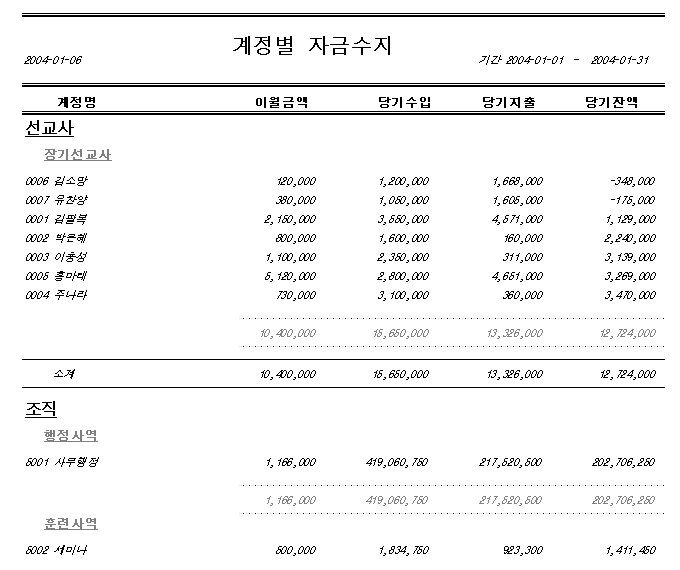 계정별 자금수지
2004-01-06 기간 2004-01-01 - 2004-01-31
계정명 이월금액 당기수입 당기지출 당기잔액
선교사
장기선교사
0006 김소망 120,000 1,200,000 1,668,000 -348,000
0007 유찬양 380,000 1,050,000 1,605,000 -175,000
0001 김팔복 2,150,000 3,550,000 4,571,000 1,129,000
0002 박은혜 800,000 1,600,000 160,000 2,240,000
0003 이충성 1,100,000 2,350,000 311,000 3,139,000
0005 홍마태 5,120,000 2,800,000 4,651,000 3,269,000
0004 주나라 730,000 3,100,000 360,000 3,470,000
10,400,000 15,650,000 13,326,000 12,724,000
소계 10,400,000 15,650,000 13,326,000 12,724,000
조직
행정사역
5001 사무행정 1,166,000 419,060,750 217,520,500 202,706,250
1,166,000 419,060,750 217,520,500 202,706,250
훈련사역
5002 세미나 500,000 1,834,750 923,300 1,411,450